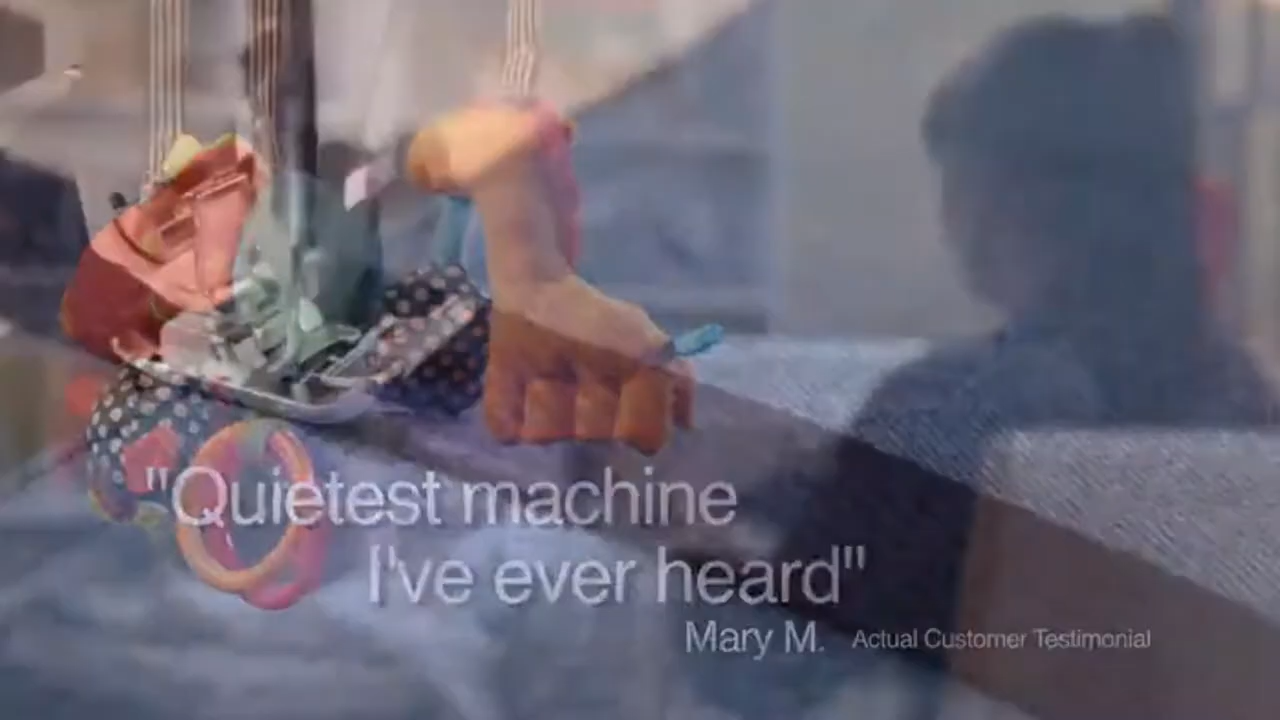 "Quietest machine
I've ever heard"
Mary M. Actual Customer Testimonial